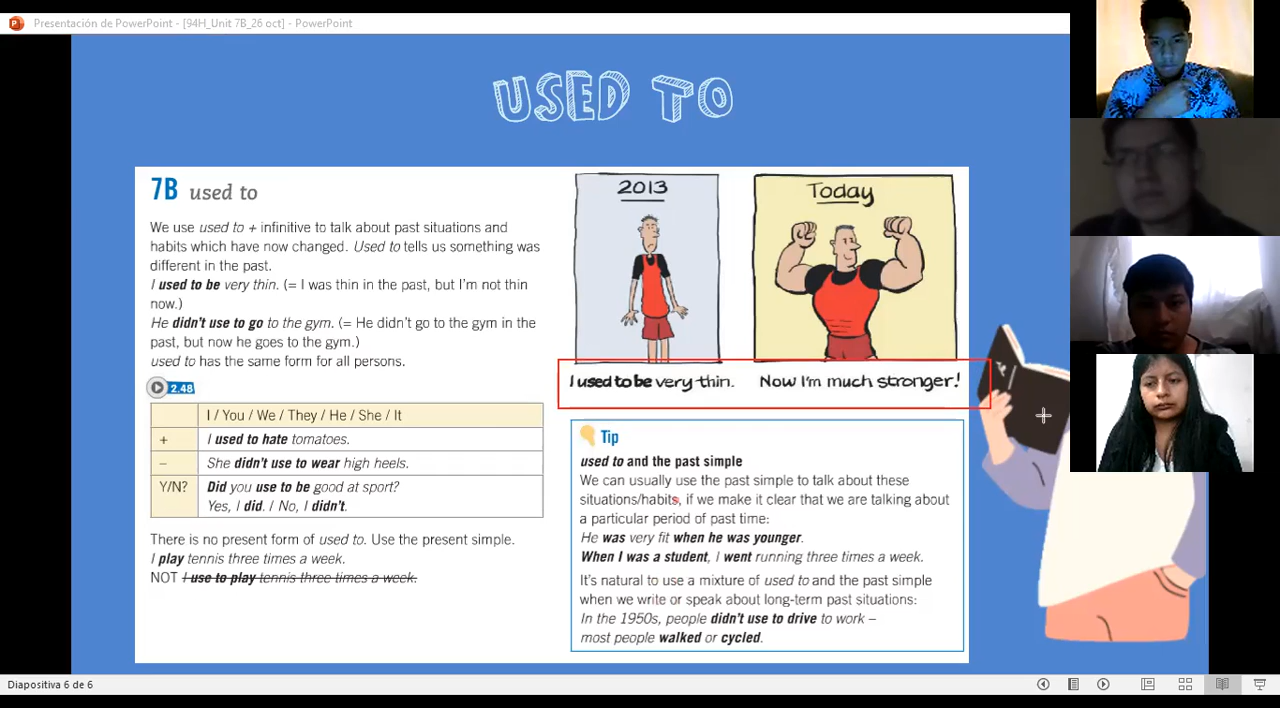 Presentación de PowerPoint - [94H_Unit 7B_26 oct] - PowerPoint
USED TO
7B used to
We use used to + infinitive to talk about past situations and
habits which have now changed. Used to tells us something was
different in the past.
I used to be very thin. (= I was thin in the past, but I'm not thin
now.)
He didn't use to go to the gym. (= He didn't go to the gym in the
past, but now he goes to the gym.)
used to has the same form for all persons.
2.48
I / You / We / They / He / She / It
+ I used to hate tomatoes.
– She didn't use to wear high heels.
Y/N? Did you use to be good at sport?
Yes, I did. / No, I didn't.
There is no present form of used to. Use the present simple.
I play tennis three times a week.
NOT I use to play tennis three times a week.
2013
Today
I used to be very thin.
Now I'm much stronger!
Tip
used to and the past simple
We can usually use the past simple to talk about these
situations/habits, if we make it clear that we are talking about
a particular period of past time:
He was very fit when he was younger.
When I was a student, I went running three times a week.
It's natural to use a mixture of used to and the past simple
when we write or speak about long-term past situations:
In the 1950s, people didn't use to drive to work –
most people walked or cycled.
Diapositiva 6 de 6